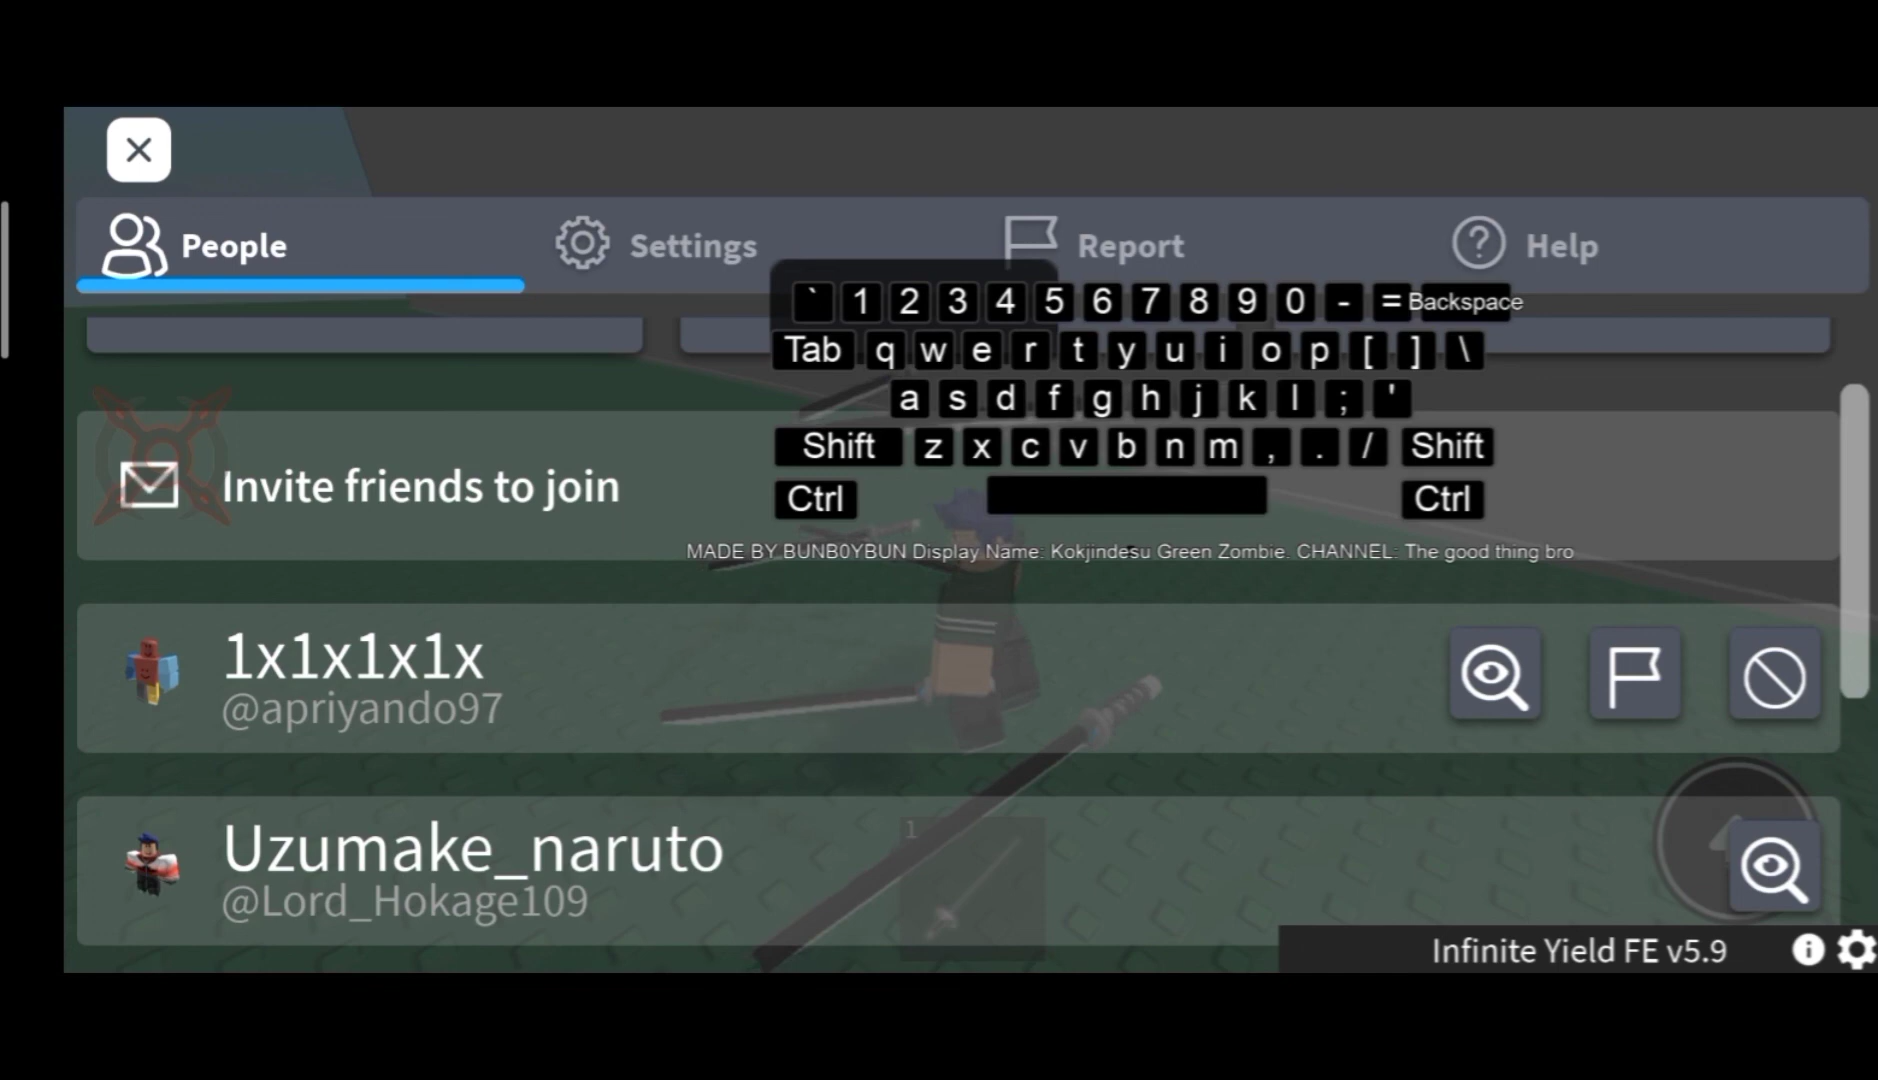 People
Settings
Report
Help
` 1 2 3 4 5 6 7 8 9 0 - = Backspace
Tab q w e r t y u i o p [ ] \
a s d f g h j k l ; '
Shift z x c v b n m , . / Shift
Ctrl Ctrl
Invite friends to join
MADE BY BUNB0YBUN Display Name: Kokjindesu Green Zombie. CHANNEL: The good thing bro
1x1x1x1x
@apriyando97
Uzumake_naruto
@Lord_Hokage109
1
Infinite Yield FE v5.9